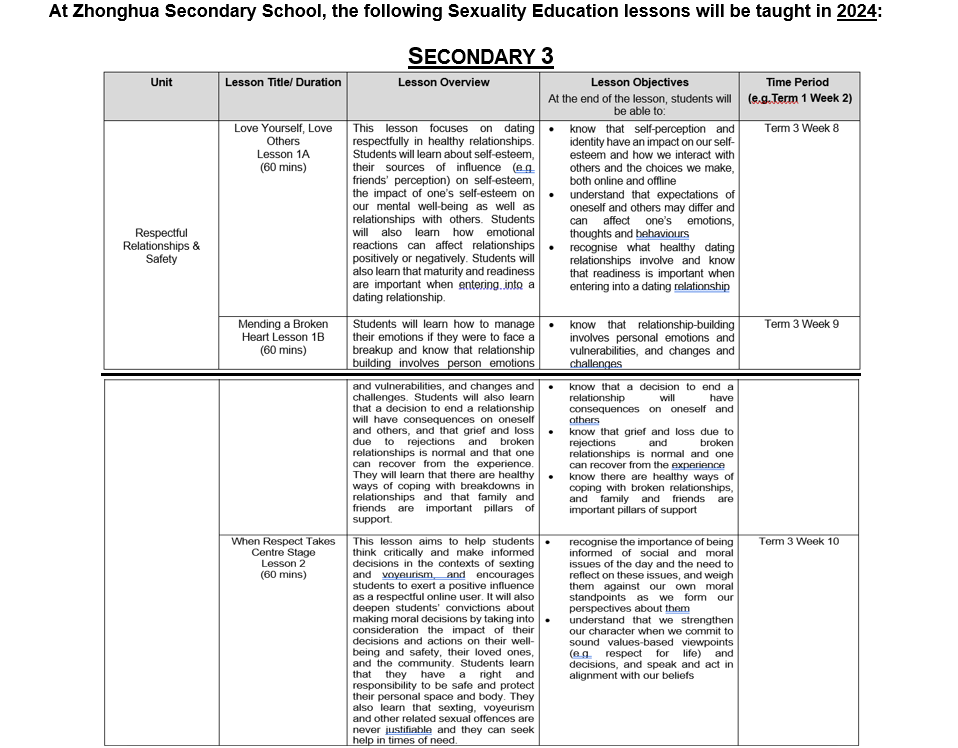 At Zhonghua Secondary School, the following Sexuality Education lessons will be taught in 2024:
SECONDARY 3
Unit
Lesson Title/ Duration
Lesson Overview
Lesson Objectives
At the end of the lesson, students will
be able to:
Time Period
(e.g.Term 1 Week 2)
Respectful
Relationships &
Safety
Love Yourself, Love
Others
Lesson 1A
(60 mins)
This lesson focuses on dating
respectfully in healthy relationships.
Students will learn about self-esteem,
their sources of influence (e.g.
friends' perception) on self-esteem,
the impact of one's self-esteem on
our mental well-being as well as
relationships with others. Students
will also learn how emotional
reactions can affect relationships
positively or negatively. Students will
also learn that maturity and readiness
are important when entering into a
dating relationship.
• know that self-perception and
identity have an impact on our self-
esteem and how we interact with
others and the choices we make,
both online and offline
• understand that expectations of
oneself and others may differ and
can affect one's emotions,
thoughts and behaviours
• recognise what healthy dating
relationships involve and know
that readiness is important when
entering into a dating relationship
Term 3 Week 8
Mending a Broken
Heart Lesson 1B
(60 mins)
Students will learn how to manage
their emotions if they were to face a
breakup and know that relationship
building involves person emotions
• know that relationship-building
involves personal emotions and
vulnerabilities, and changes and
challenges
Term 3 Week 9
and vulnerabilities, and changes and
challenges. Students will also learn
that a decision to end a relationship
will have consequences on oneself
and others, and that grief and loss
due to rejections and broken
relationships is normal and that one
can recover from the experience.
They will learn that there are healthy
ways of coping with breakdowns in
relationships and that family and
friends are important pillars of
support.
• know that a decision to end a
relationship will have
consequences on oneself and
others
• know that grief and loss due to
rejections and broken
relationships is normal and one
can recover from the experience
• know there are healthy ways of
coping with broken relationships,
and family and friends are
important pillars of support
When Respect Takes
Centre Stage
Lesson 2
(60 mins)
This lesson aims to help students
think critically and make informed
decisions in the contexts of sexting
and voyeurism, and encourages
students to exert a positive influence
as a respectful online user. It will also
deepen students' convictions about
making moral decisions by taking into
consideration the impact of their
decisions and actions on their well-
being and safety, their loved ones,
and the community. Students learn
that they have a right and
responsibility to be safe and protect
their personal space and body. They
also learn that sexting, voyeurism
and other related sexual offences are
never justifiable and they can seek
help in times of need.
• recognise the importance of being
informed of social and moral
issues of the day and the need to
reflect on these issues, and weigh
them against our own moral
standpoints as we form our
perspectives about them
• understand that we strengthen
our character when we commit to
sound values-based viewpoints
(e.g. respect for life) and
decisions, and speak and act in
alignment with our beliefs
Term 3 Week 10